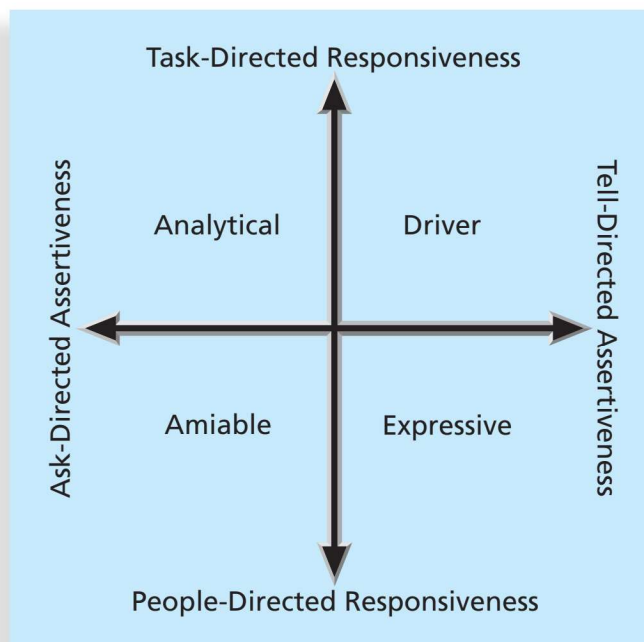 Task-Directed Responsiveness
Ask-Directed Assertiveness
Tell-Directed Assertiveness
Analytical
Driver
Amiable
Expressive
People-Directed Responsiveness